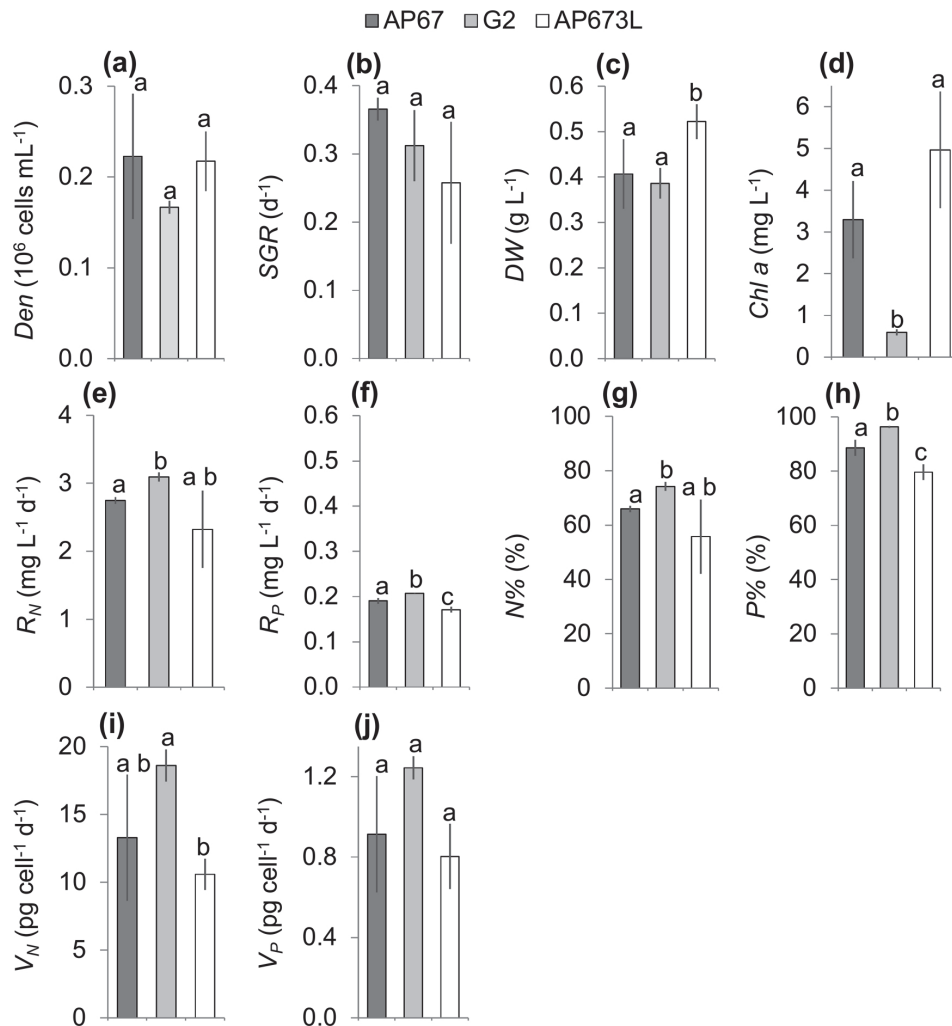 AP67 G2 AP673L
(a) (b) (c) (d)
Den (10⁶ cells mL⁻¹)
0.3
0.2
0.1
0.0
a a a
SGR (d⁻¹)
0.4
0.3
0.2
0.1
0.0
a a a
DW (g L⁻¹)
0.6
0.5
0.4
0.3
0.2
0.1
0.0
a a b
Chl a (mg L⁻¹)
6
5
4
3
2
1
0
a b a
(e) (f) (g) (h)
R_N (mg L⁻¹ d⁻¹)
4
3
2
1
0
a b a b
R_P (mg L⁻¹ d⁻¹)
0.6
0.5
0.4
0.3
0.2
0.1
0.0
a b c
N% (%)
100
80
60
40
20
0
a b a b
P% (%)
100
80
60
40
20
0
a b c
(i) (j)
V_N (pg cell⁻¹ d⁻¹)
20
15
10
5
0
a b a b
V_P (pg cell⁻¹ d⁻¹)
1.2
0.8
0.4
0.0
a a a